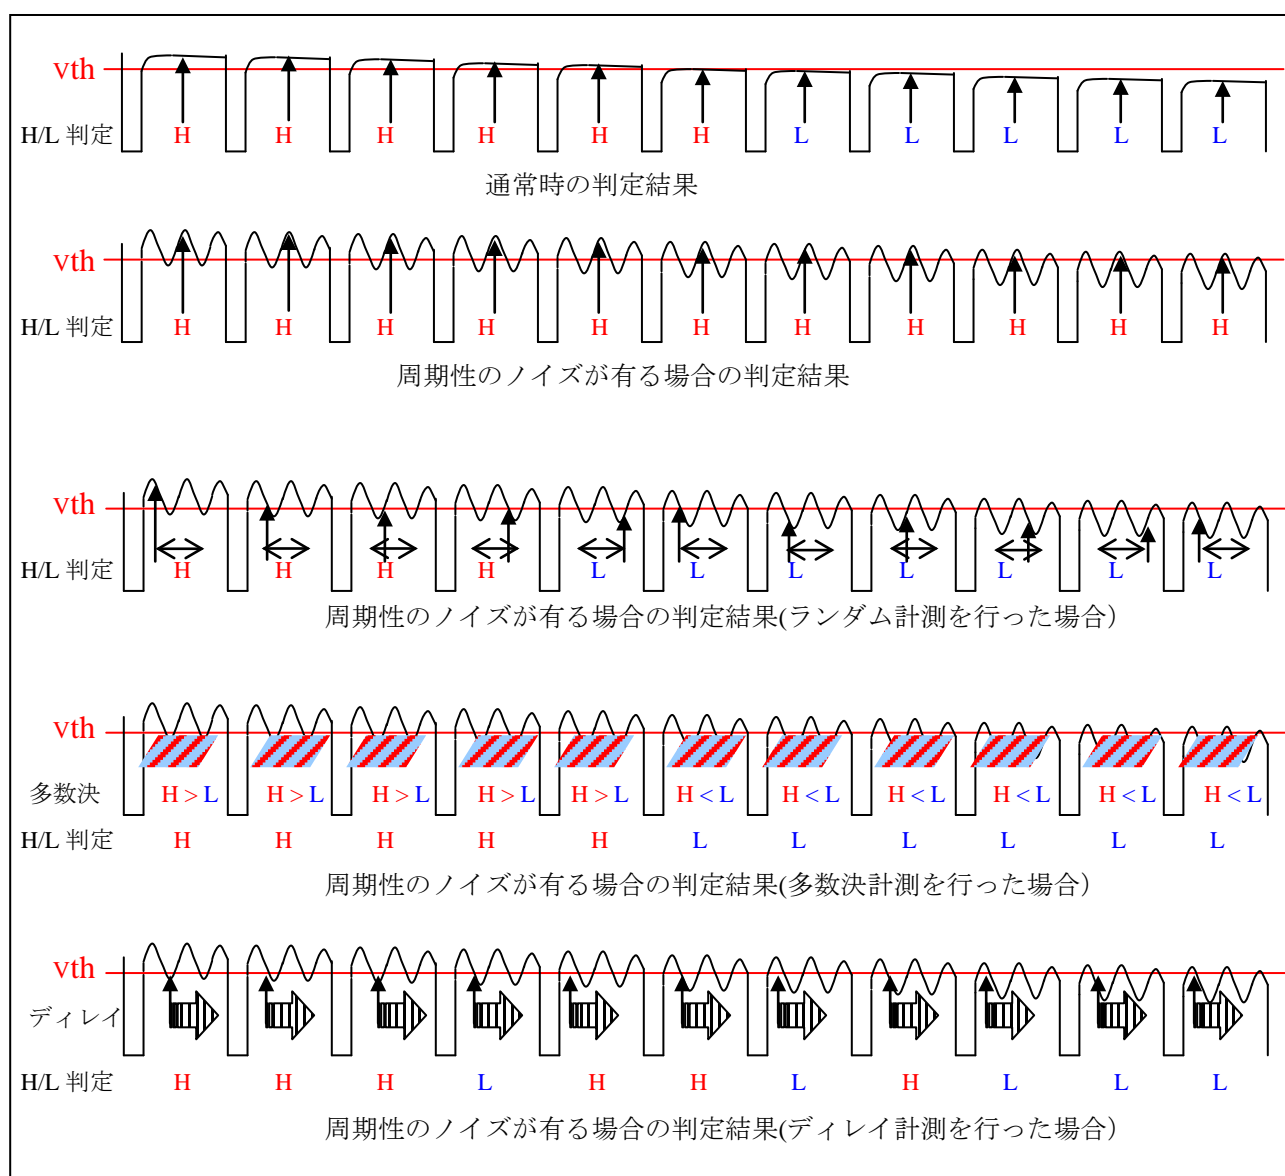 Vth
H/L 判定 H H H H H H L L L L L
通常時の判定結果
Vth
H/L 判定 H H H H H H H H H H H
周期性のノイズが有る場合の判定結果
Vth
H/L 判定 H H H H L L L L L L L
周期性のノイズが有る場合の判定結果(ランダム計測を行った場合)
Vth
多数決 H > L H > L H > L H > L H > L H < L H < L H < L H < L H < L H < L
H/L 判定 H H H H H L L L L L L
周期性のノイズが有る場合の判定結果(多数決計測を行った場合)
Vth
ディレイ
H/L 判定 H H H L H H L H L L L
周期性のノイズが有る場合の判定結果(ディレイ計測を行った場合)